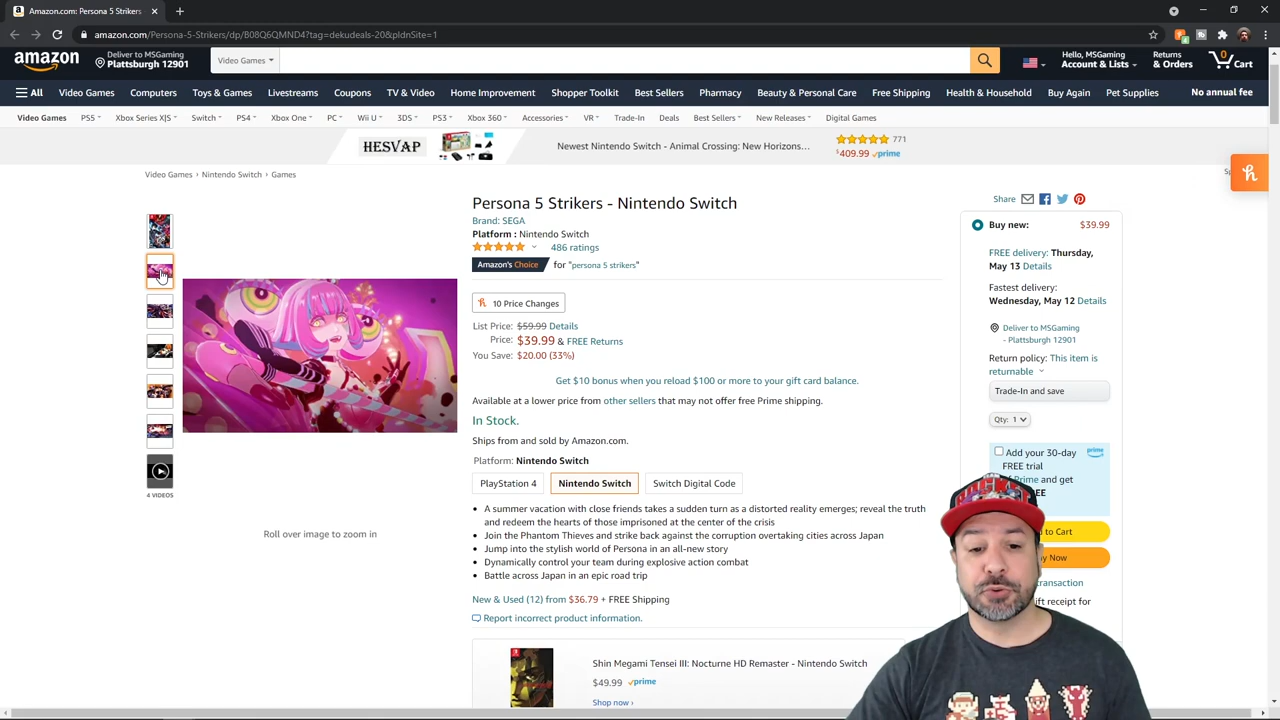 Amazon.com: Persona 5 Strikers
amazon.com/Persona-5-Strikers/dp/B08Q6QMND4?tag=dekudeals-20&pldnSite=1
amazon
Deliver to MSGaming
Plattsburgh 12901
Video Games
Hello, MSGaming
Account & Lists
Returns
& Orders
0
Cart
All
Video Games
Computers
Home Improvement
Livestreams
Coupons
TV & Video
Best Sellers
Pharmacy
Beauty & Personal Care
Free Shipping
Health & Household
Amazon Basics
Buy Again
Pet Supplies
No annual fee
Video Games
PS5
Xbox Series X|S
Switch
PS4
Xbox One
PC
Wii U
3DS
PS3
Xbox 360
Accessories
VR
Trade-In
Deals
Best Sellers
New Releases
Digital Games
HESVAP
Newest Nintendo Switch - Animal Crossing: New Horizons...
771
$409.99 prime
Video Games › Nintendo Switch › Games
Persona 5 Strikers - Nintendo Switch
Brand: SEGA
Platform : Nintendo Switch
486 ratings
Amazon's Choice for "persona 5 strikers"
10 Price Changes
List Price: $59.99 Details
Price: $39.99 & FREE Returns
You Save: $20.00 (33%)
Get $10 bonus when you reload $100 or more to your gift card balance.
Available at a lower price from other sellers that may not offer free Prime shipping.
In Stock.
Ships from and sold by Amazon.com.
Platform: Nintendo Switch
PlayStation 4
Nintendo Switch
Switch Digital Code
• A summer vacation with close friends takes a sudden turn as a distorted reality emerges; reveal the truth
and redeem the hearts of those imprisoned at the center of the crisis
• Join the Phantom Thieves and strike back against the corruption overtaking cities across Japan
• Jump into the stylish world of Persona in an all-new story
• Dynamically control your team during explosive action combat
• Battle across Japan in an epic road trip
New & Used (12) from $36.79 + FREE Shipping
Report incorrect product information.
Shin Megami Tensei III: Nocturne HD Remaster - Nintendo Switch
$49.99 prime
Shop now ›
4 VIDEOS
Roll over image to zoom in
Share
Buy new:
$39.99
FREE delivery: Thursday,
May 13 Details
Fastest delivery:
Wednesday, May 12 Details
Deliver to MSGaming
- Plattsburgh 12901
Return policy: This item is
returnable
Trade-In and save
Qty: 1
Add your 30-day
FREE trial
Prime and get
prime
Cart
Now
transaction
receipt for